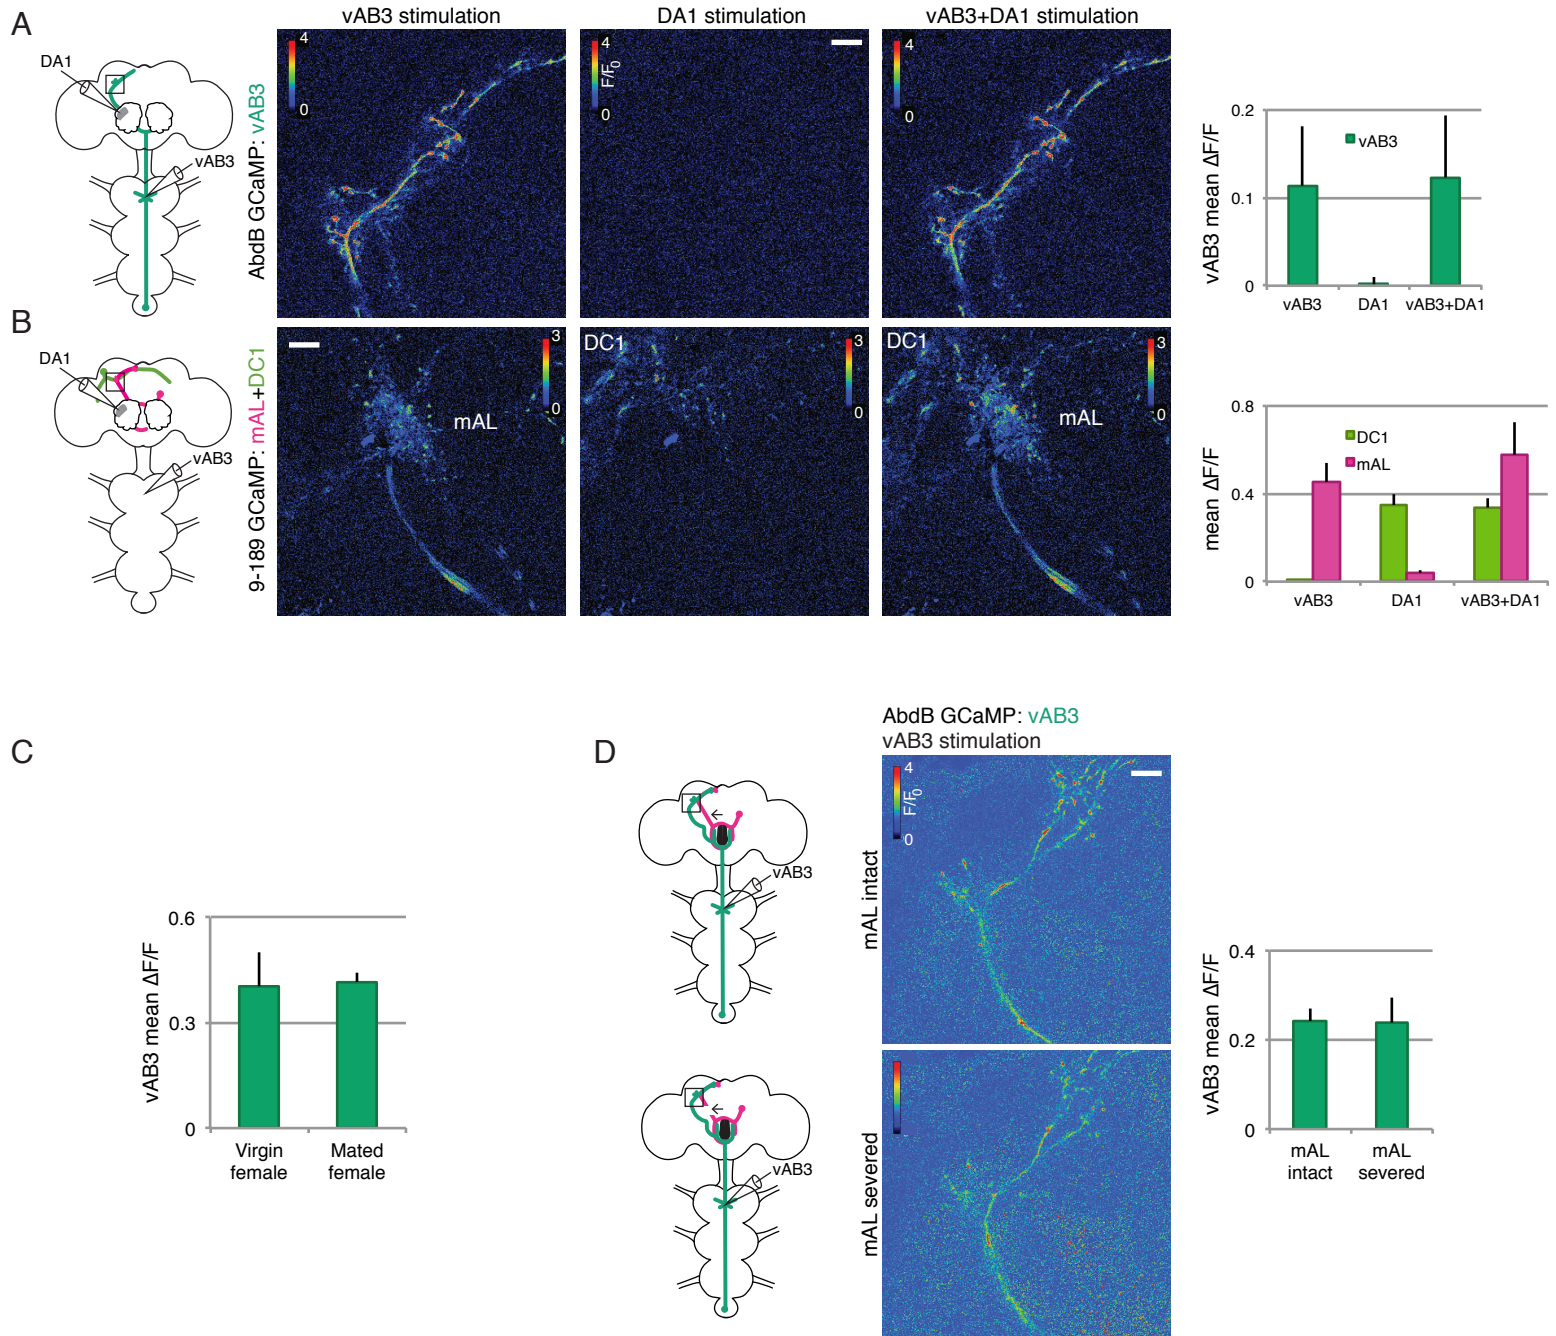 A
vAB3 stimulation
DA1 stimulation
vAB3+DA1 stimulation
DA1
vAB3
AbdB GCaMP: vAB3
4
0
4
F/F0
0
4
0
0.2
0.1
0
vAB3 mean ΔF/F
vAB3
vAB3
DA1
vAB3+DA1
B
DA1
vAB3
9-189 GCaMP: mAL+DC1
3
0
mAL
DC1
3
0
DC1
mAL
3
0
0.8
0.4
0
mean ΔF/F
DC1
mAL
vAB3
DA1
vAB3+DA1
C
0.6
0.3
0
vAB3 mean ΔF/F
Virgin
female
Mated
female
D
AbdB GCaMP: vAB3
vAB3 stimulation
vAB3
mAL intact
4
F/F0
0
vAB3
mAL severed
0.4
0.2
0
vAB3 mean ΔF/F
mAL
intact
mAL
severed